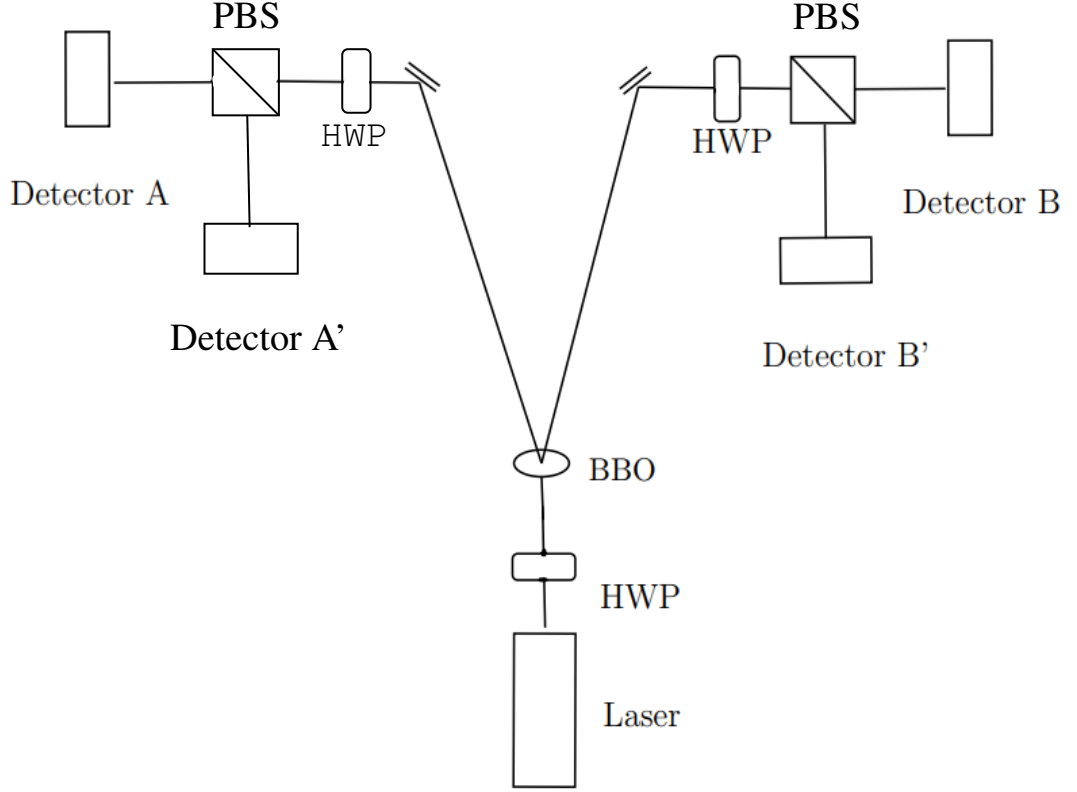 PBS
PBS
HWP
HWP
Detector A
Detector B
Detector A’
Detector B'
BBO
HWP
Laser